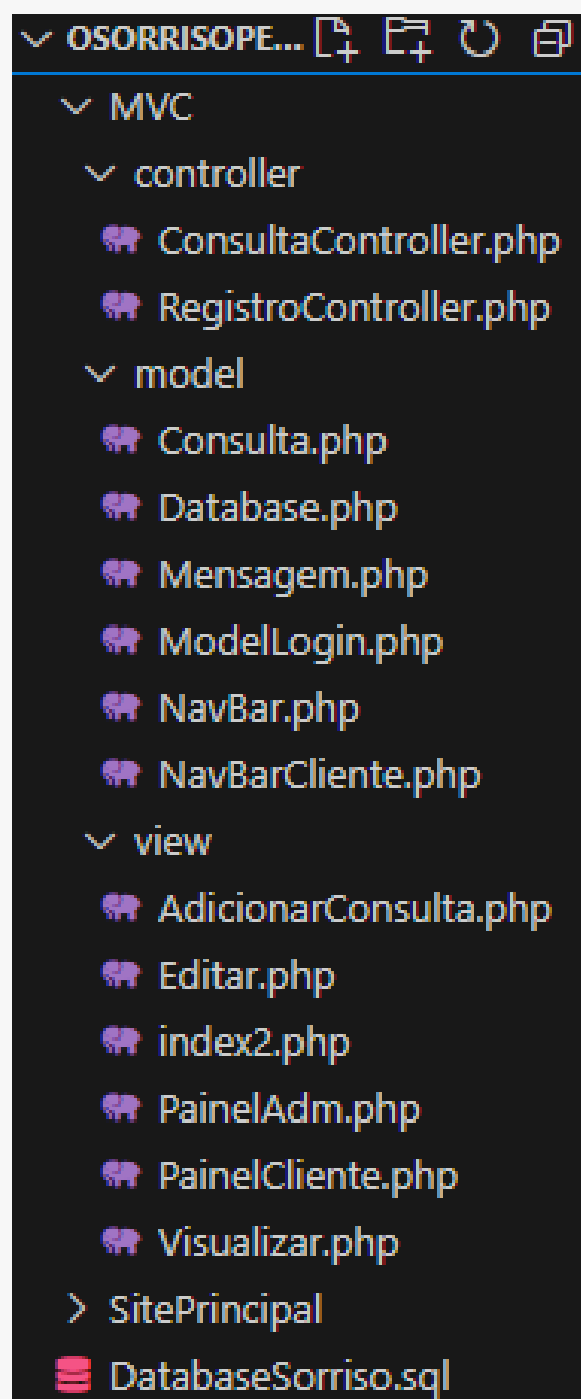 OSORRISOPE...
MVC
controller
ConsultaController.php
RegistroController.php
model
Consulta.php
Database.php
Mensagem.php
ModelLogin.php
NavBar.php
NavBarCliente.php
view
AdicionarConsulta.php
Editar.php
index2.php
PainelAdm.php
PainelCliente.php
Visualizar.php
SitePrincipal
DatabaseSorriso.sql